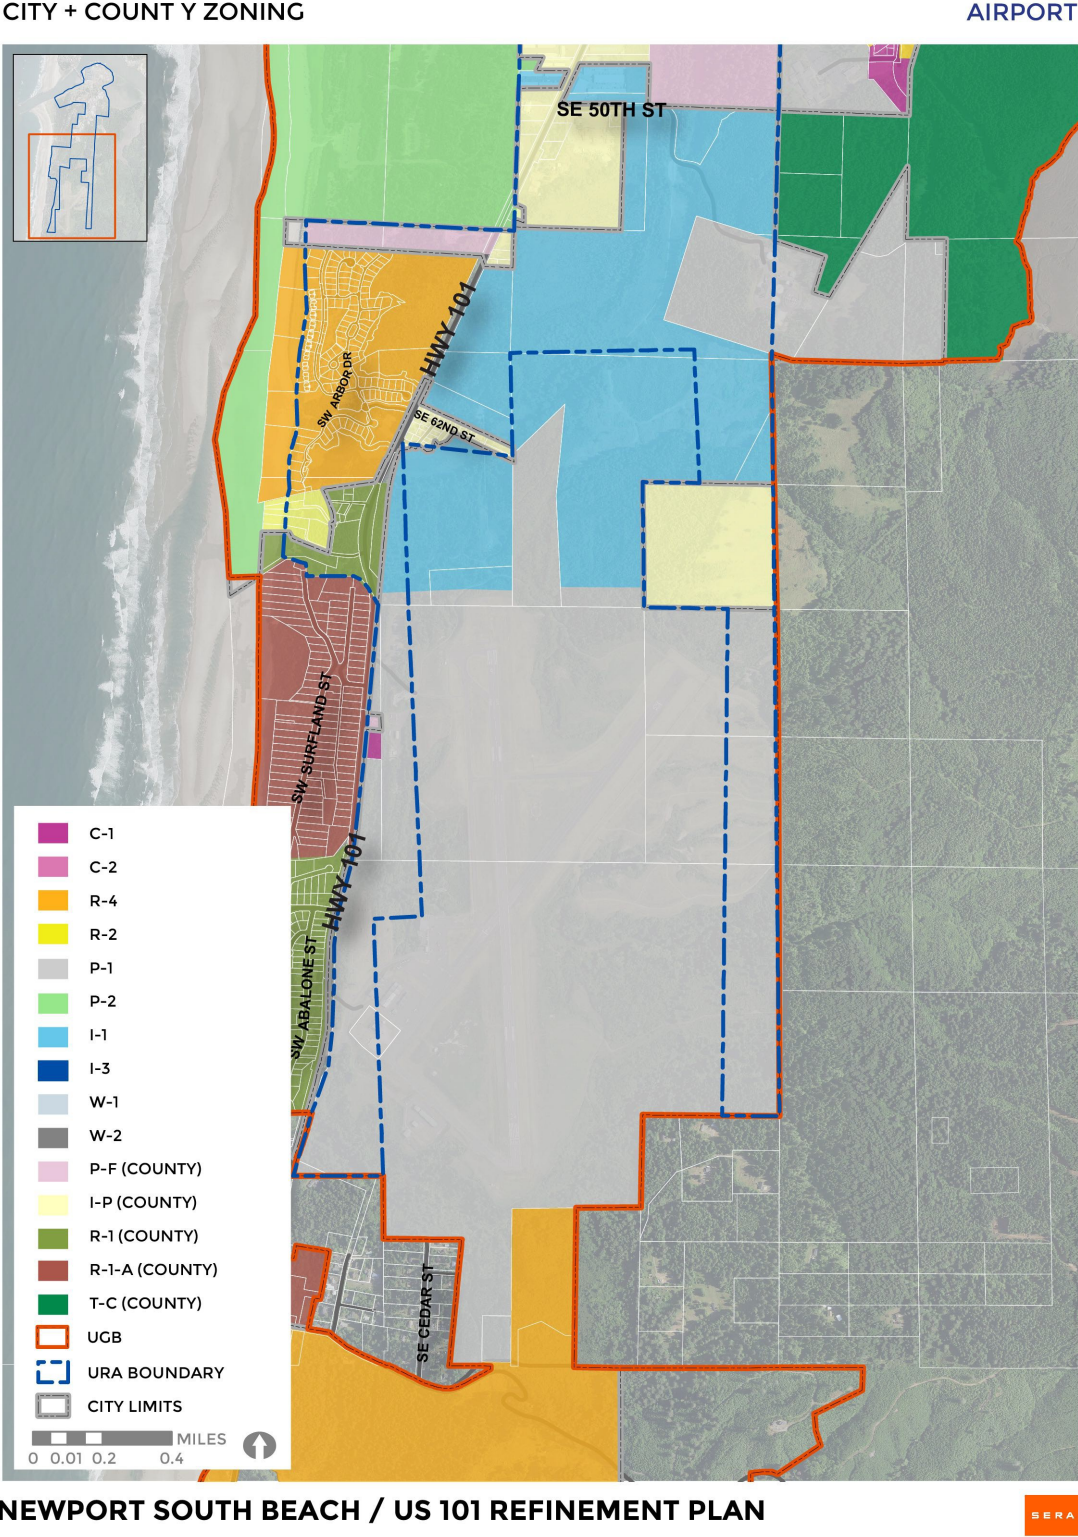 CITY + COUNT Y ZONING
AIRPORT
SE 50TH ST
HWY 101
SW ARBOR DR
SE 62ND ST
SW SURFLAND ST
HWY 101
SW ABALONE ST
SE CEDAR ST
C-1
C-2
R-4
R-2
P-1
P-2
I-1
I-3
W-1
W-2
P-F (COUNTY)
I-P (COUNTY)
R-1 (COUNTY)
R-1-A (COUNTY)
T-C (COUNTY)
UGB
URA BOUNDARY
CITY LIMITS
MILES
0 0.01 0.2 0.4
NEWPORT SOUTH BEACH / US 101 REFINEMENT PLAN
SERA